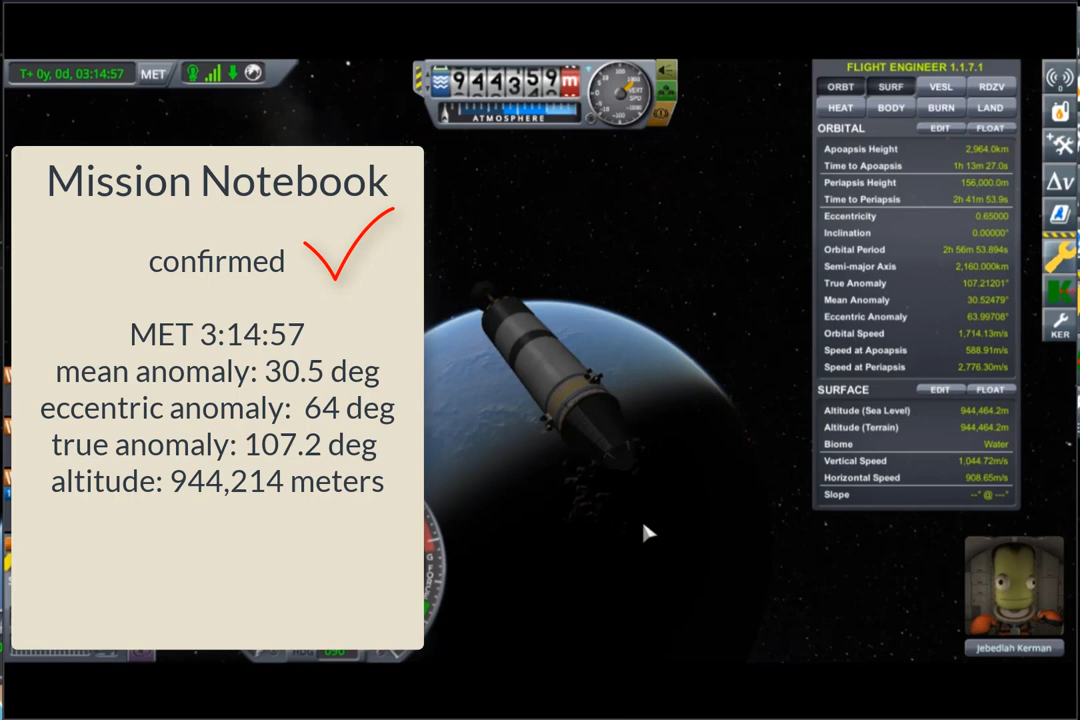 T+ 0y, 0d, 03:14:57
MET
944359m
ATMOSPHERE
VERT
SPD
FLIGHT ENGINEER 1.1.7.1
ORBT SURF VESL RDZV
HEAT BODY BURN LAND
ORBITAL EDIT FLOAT
Apoapsis Height 2,964.0km
Time to Apoapsis 1h 13m 27.0s
Periapsis Height 156,000.0m
Time to Periapsis 2h 41m 53.9s
Eccentricity 0.65000
Inclination 0.00000°
Orbital Period 2h 56m 53.894s
Semi-major Axis 2,160.000km
True Anomaly 107.21201°
Mean Anomaly 30.52479°
Eccentric Anomaly 63.99708°
Orbital Speed 1,714.13m/s
Speed at Apoapsis 588.91m/s
Speed at Periapsis 2,776.30m/s
SURFACE EDIT FLOAT
Altitude (Sea Level) 944,464.2m
Altitude (Terrain) 944,464.2m
Biome Water
Vertical Speed 1,044.72m/s
Horizontal Speed 908.65m/s
Slope --° @ ---°
Δv
KER
Mission Notebook
confirmed
MET 3:14:57
mean anomaly: 30.5 deg
eccentric anomaly: 64 deg
true anomaly: 107.2 deg
altitude: 944,214 meters
Jebediah Kerman